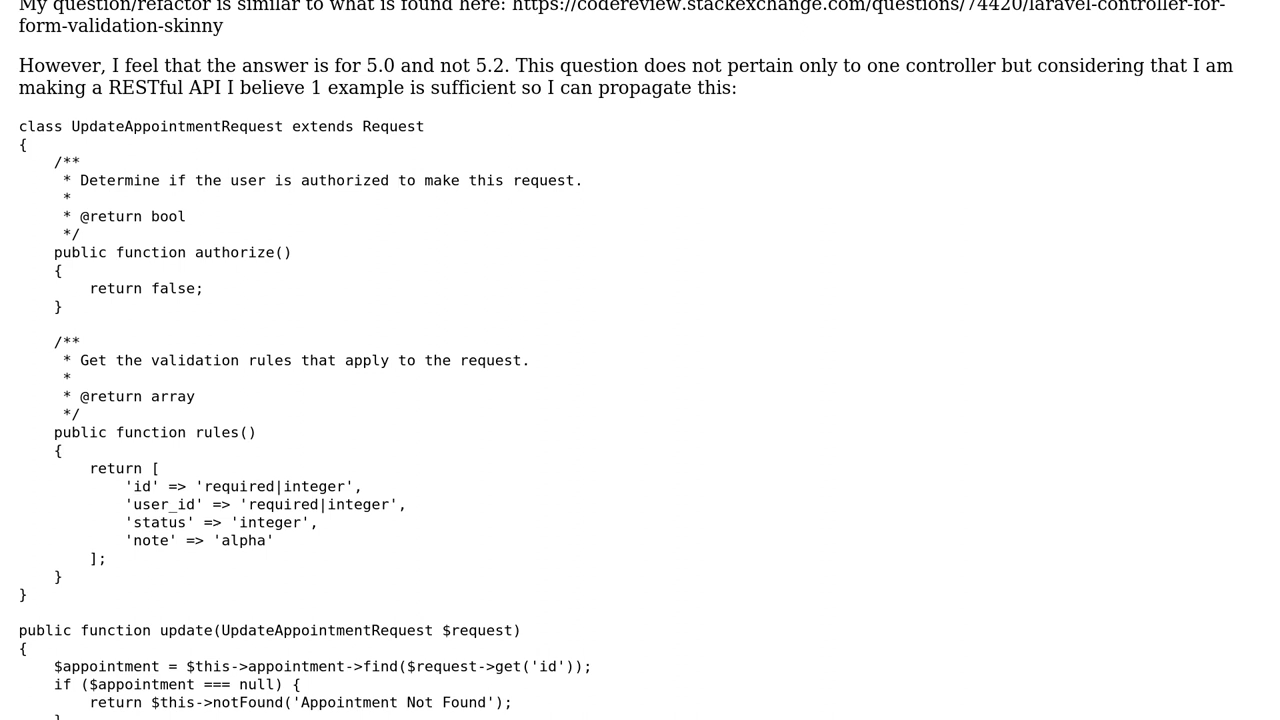 My question/refactor is similar to what is found here: https://codereview.stackexchange.com/questions/74420/laravel-controller-for-
form-validation-skinny
However, I feel that the answer is for 5.0 and not 5.2. This question does not pertain only to one controller but considering that I am
making a RESTful API I believe 1 example is sufficient so I can propagate this:
class UpdateAppointmentRequest extends Request
{
    /**
     * Determine if the user is authorized to make this request.
     *
     * @return bool
     */
    public function authorize()
    {
        return false;
    }
    /**
     * Get the validation rules that apply to the request.
     *
     * @return array
     */
    public function rules()
    {
        return [
            'id' => 'required|integer',
            'user_id' => 'required|integer',
            'status' => 'integer',
            'note' => 'alpha'
        ];
    }
}
public function update(UpdateAppointmentRequest $request)
{
    $appointment = $this->appointment->find($request->get('id'));
    if ($appointment === null) {
        return $this->notFound('Appointment Not Found');
    }